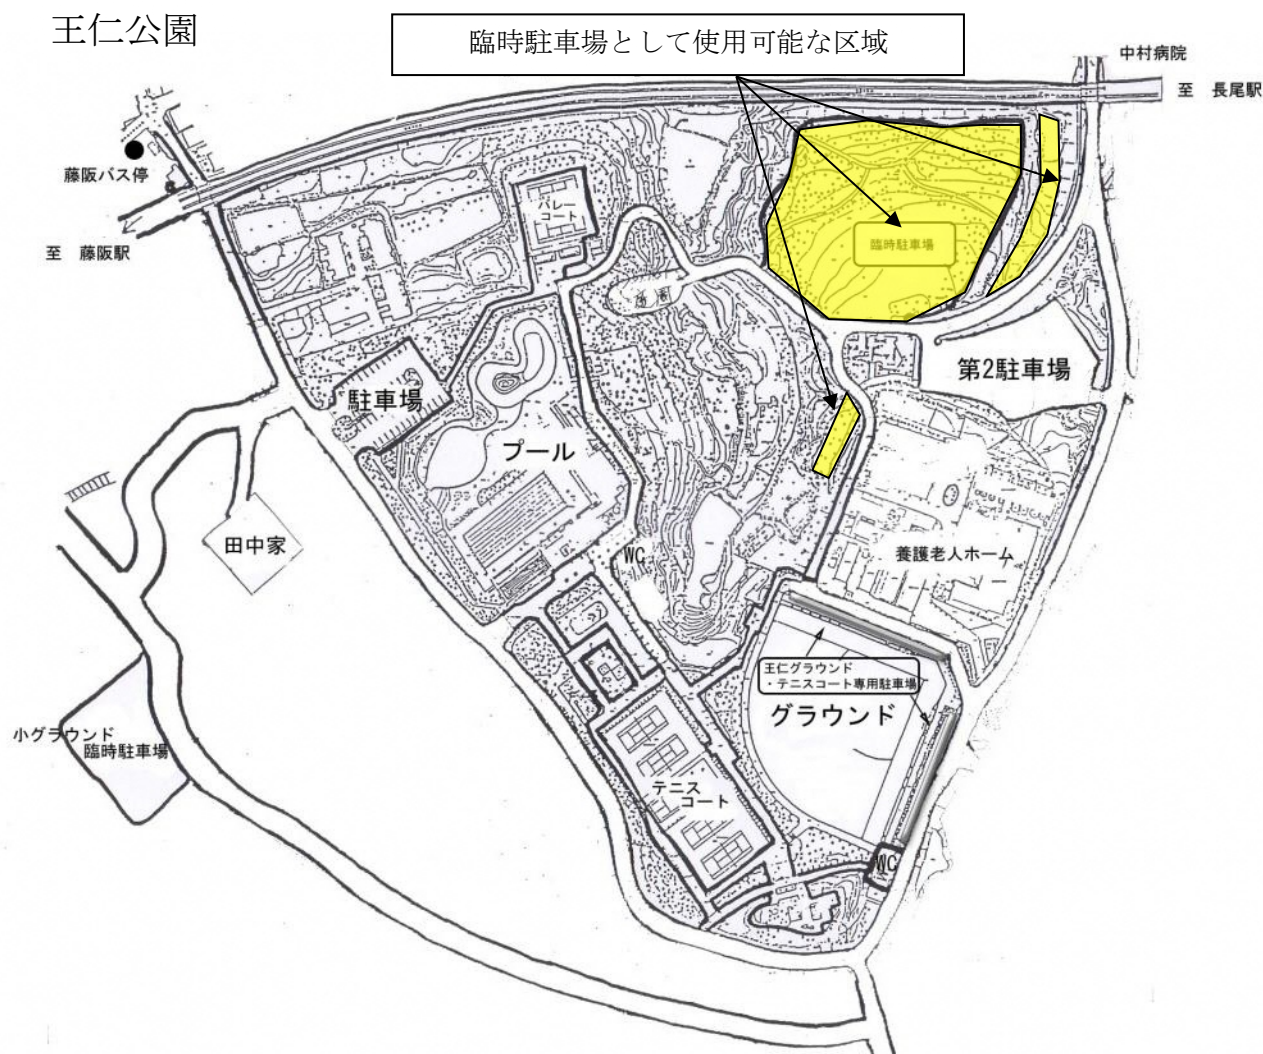 王仁公園
臨時駐車場として使用可能な区域
中村病院
至 長尾駅
藤阪バス停
至 藤阪駅
バレー
コート
臨時駐車場
第2駐車場
駐車場
プール
田中家
WC
養護老人ホーム
王仁グラウンド
・テニスコート専用駐車場
グラウンド
小グラウンド
臨時駐車場
テニス
コート
WC